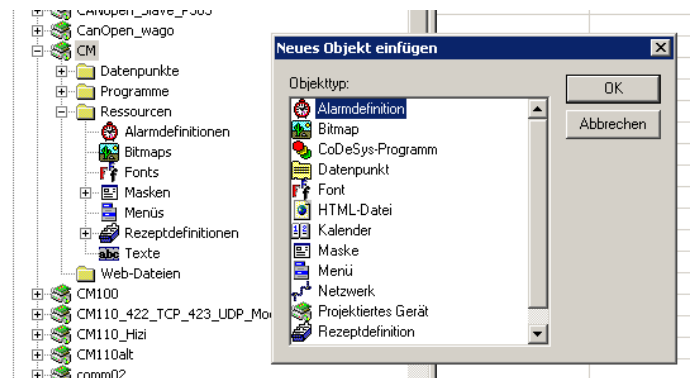 CANopen_Slave_P505
CanOpen_wago
CM
Datenpunkte
Programme
Ressourcen
Alarmdefinitionen
Bitmaps
Fonts
Masken
Menüs
Rezeptdefinitionen
abc Texte
Web-Dateien
CM100
CM110_422_TCP_423_UDP_Mo
CM110_Hizi
CM110alt
comm02
Neues Objekt einfügen
Objekttyp:
Alarmdefinition
Bitmap
CoDeSys-Programm
Datenpunkt
Font
HTML-Datei
Kalender
Maske
Menü
Netzwerk
Projektiertes Gerät
Rezeptdefinition
OK
Abbrechen